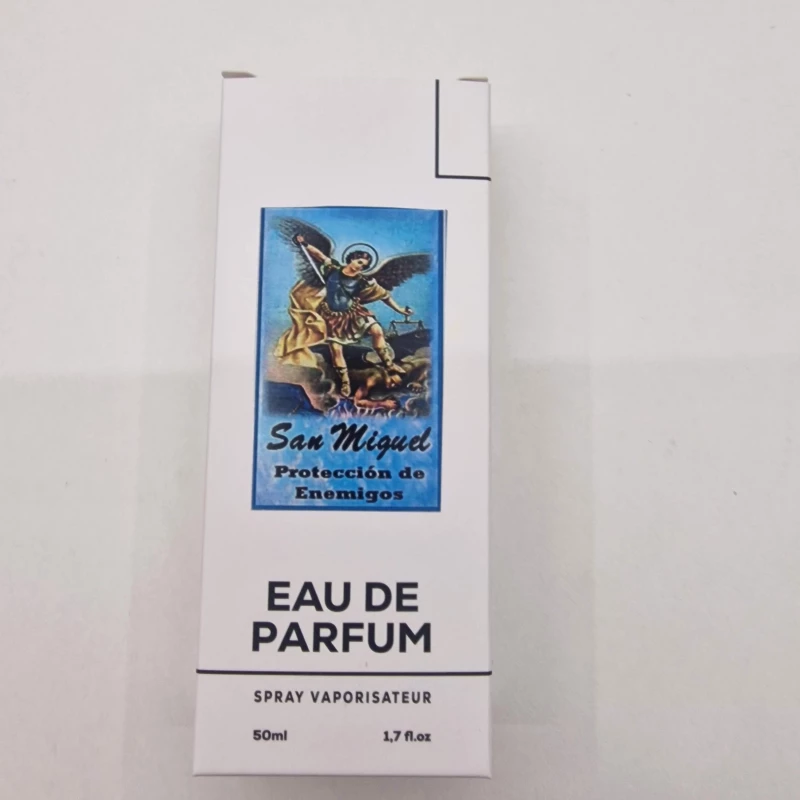 San Miguel
Protección de
Enemigos
EAU DE
PARFUM
SPRAY VAPORISATEUR
50ml 1,7 fl.oz